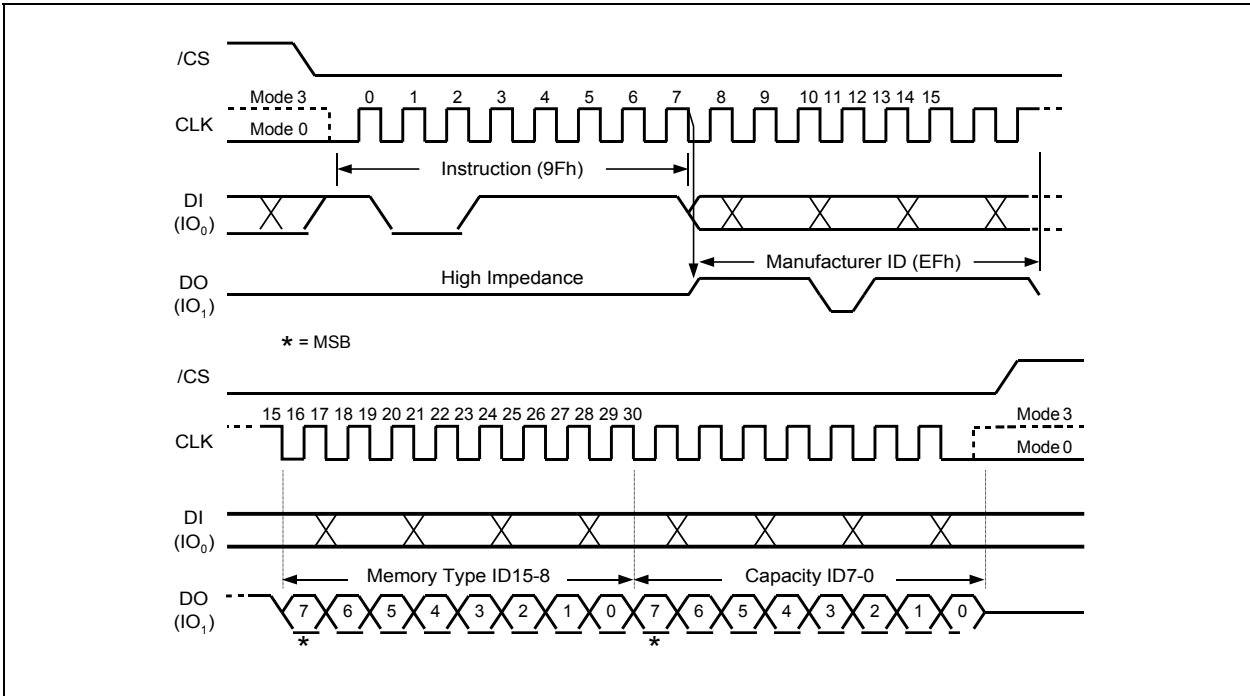 /CS
Mode 3 0 1 2 3 4 5 6 7 8 9 10 11 12 13 14 15
CLK
Mode 0
Instruction (9Fh)
DI
(IO0)
Manufacturer ID (EFh)
High Impedance
DO
(IO1)
* = MSB
/CS
15 16 17 18 19 20 21 22 23 24 25 26 27 28 29 30 Mode 3
CLK
Mode 0
DI
(IO0)
Memory Type ID15-8 Capacity ID7-0
DO
(IO1)
7 6 5 4 3 2 1 0 7 6 5 4 3 2 1 0
* *